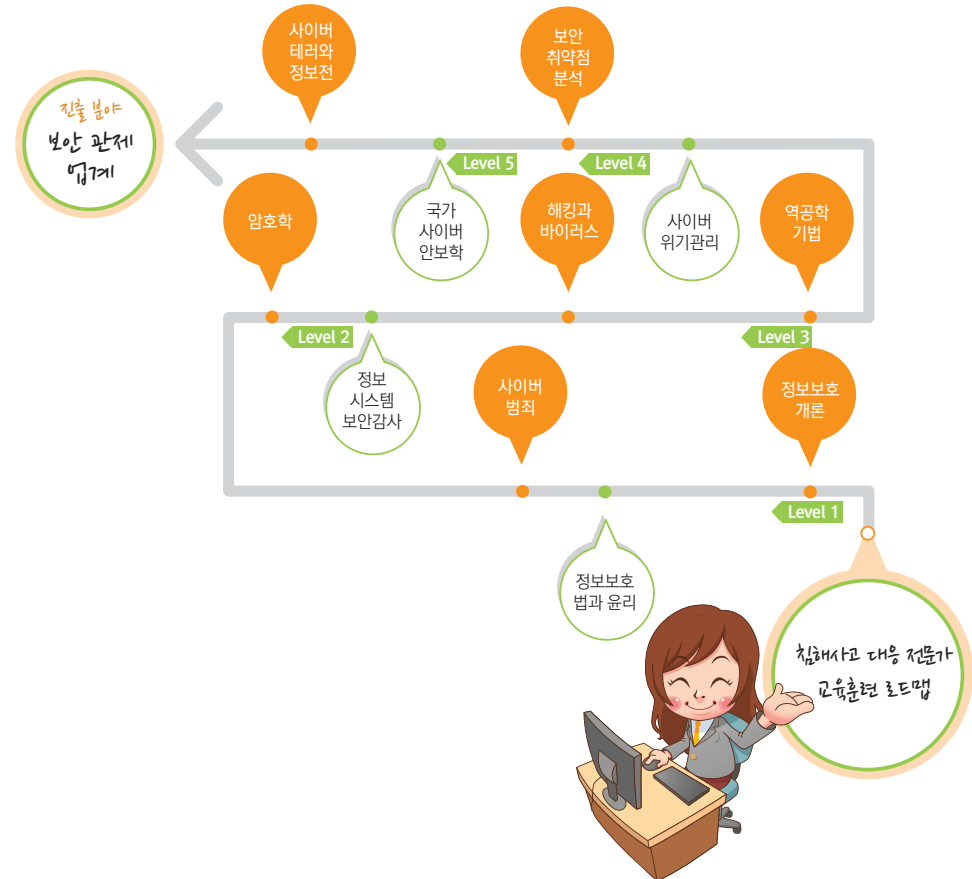 사이버
테러와
정보전
보안
취약점
분석
진출 분야
보안 관제
업계
Level 5
Level 4
암호학
국가
사이버
안보학
해킹과
바이러스
사이버
위기관리
역공학
기법
Level 2
Level 3
정보
시스템
보안감사
사이버
범죄
정보보호
개론
Level 1
정보보호
법과 윤리
침해사고 대응 전문가
교육훈련 로드맵